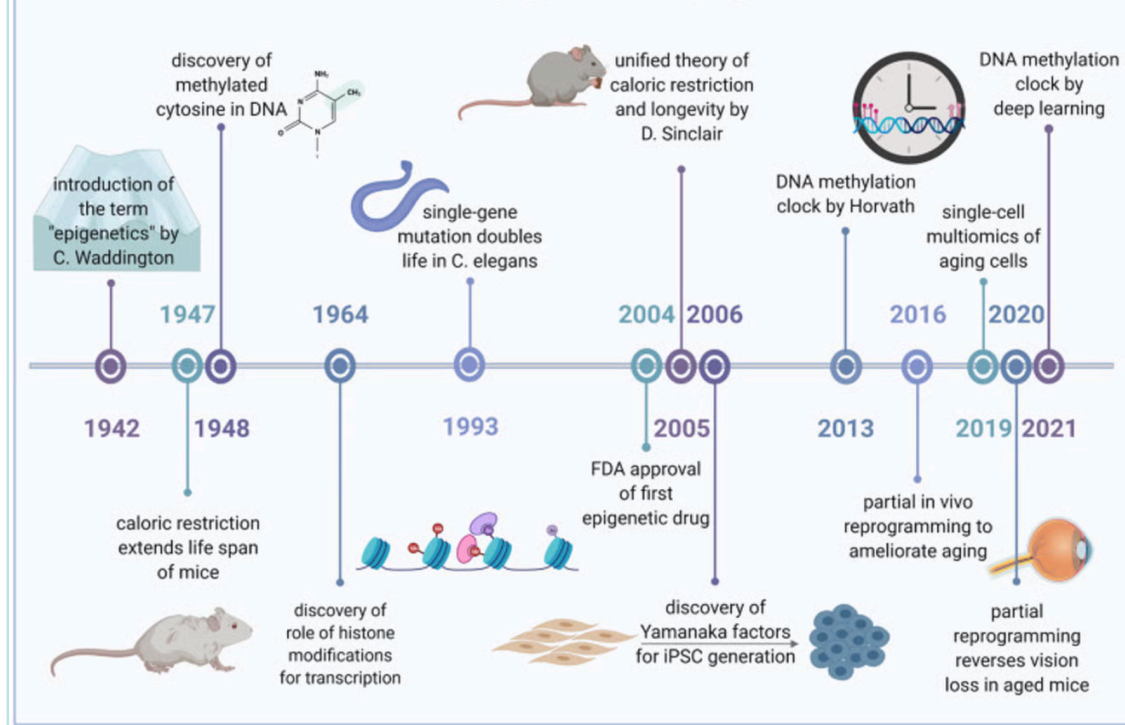 discovery of
methylated
cytosine in DNA
NH₂
CH₃
N
O
N
unified theory of
caloric restriction
and longevity by
D. Sinclair
DNA methylation
clock by
deep learning
introduction of
the term
"epigenetics" by
C. Waddington
single-gene
mutation doubles
life in C. elegans
DNA methylation
clock by Horvath
single-cell
multiomics of
aging cells
1947
1964
2004
2006
2016
2020
1942
1948
1993
2005
2013
2019
2021
caloric restriction
extends life span
of mice
discovery of
role of histone
modifications
for transcription
FDA approval
of first
epigenetic drug
discovery of
Yamanaka factors
for iPSC generation
partial in vivo
reprogramming to
ameliorate aging
partial
reprogramming
reverses vision
loss in aged mice